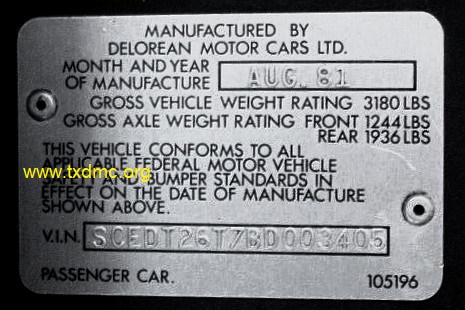 MANUFACTURED BY
DELOREAN MOTOR CARS LTD.
MONTH AND YEAR
OF MANUFACTURE AUG. 81
GROSS VEHICLE WEIGHT RATING 3180 LBS
GROSS AXLE WEIGHT RATING FRONT 1244 LBS
REAR 1936 LBS
THIS VEHICLE CONFORMS TO ALL
APPLICABLE FEDERAL MOTOR VEHICLE
www.txdmc.org
SAFETY AND BUMPER STANDARDS IN
EFFECT ON THE DATE OF MANUFACTURE
SHOWN ABOVE.
V.I.N. SCEDT26T7BD003405
PASSENGER CAR. 105196